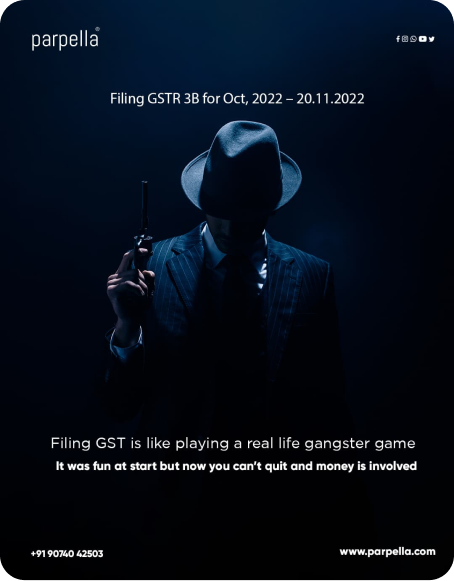 parpella®
Filing GSTR 3B for Oct, 2022 – 20.11.2022
Filing GST is like playing a real life gangster game
It was fun at start but now you can't quit and money is involved
+91 90740 42503
www.parpella.com